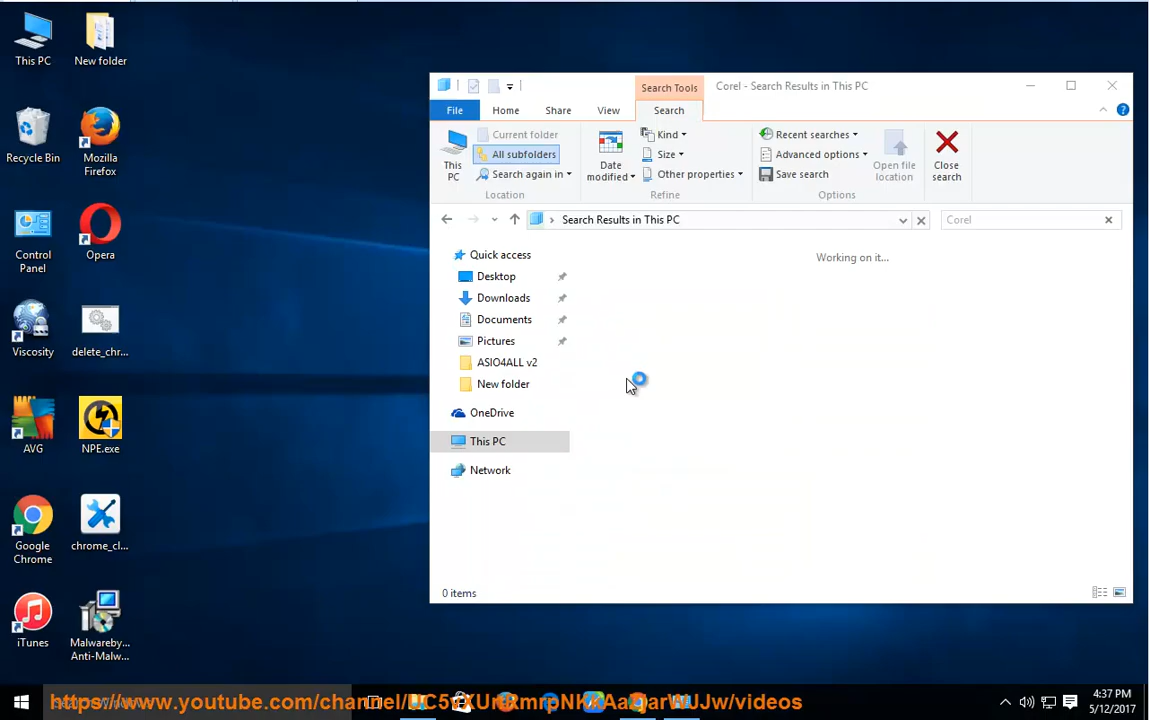 This PC
New folder
Recycle Bin
Mozilla
Firefox
Control
Panel
Opera
Viscosity
delete_chr...
AVG
NPE.exe
Google
Chrome
chrome_cl...
iTunes
Malwareby...
Anti-Malw...
Search Tools
Corel - Search Results in This PC
File
Home
Share
View
Search
This
PC
Current folder
All subfolders
Search again in
Location
Date
modified
Kind
Size
Other properties
Refine
Recent searches
Advanced options
Save search
Options
Open file
location
Close
search
Search Results in This PC
Corel
Quick access
Desktop
Downloads
Documents
Pictures
ASIO4ALL v2
New folder
OneDrive
This PC
Network
Working on it...
0 items
/videos
https://www.youtube.com/channel/
4:37 PM
5/12/2017